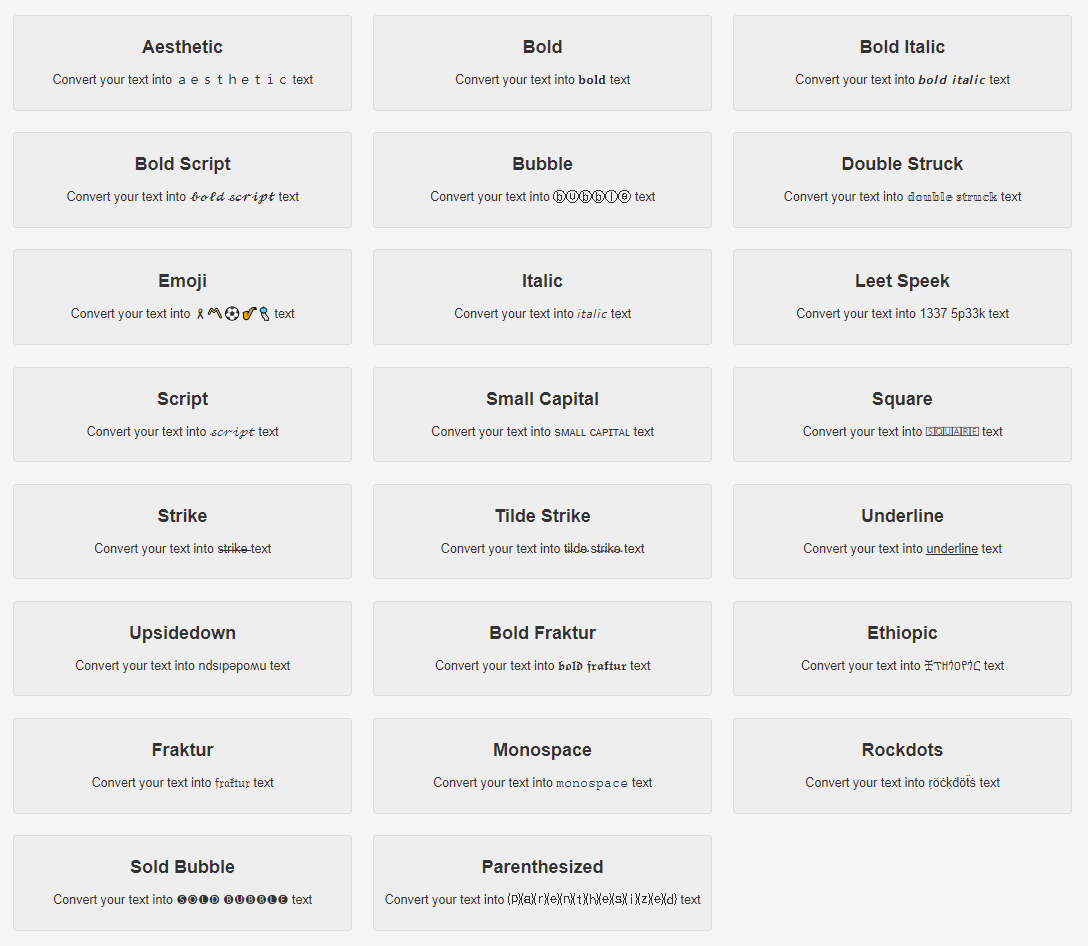 Aesthetic
Convert your text into ａｅｓｔｈｅｔｉｃ text
Bold
Convert your text into 𝐛𝐨𝐥𝐝 text
Bold Italic
Convert your text into 𝒃𝒐𝒍𝒅 𝒊𝒕𝒂𝒍𝒊𝒄 text
Bold Script
Convert your text into 𝓫𝓸𝓵𝓭 𝓼𝓬𝓻𝓲𝓹𝓽 text
Bubble
Convert your text into ⓑⓤⓑⓑⓛⓔ text
Double Struck
Convert your text into 𝕕𝕠𝕦𝕓𝕝𝕖 𝕤𝕥𝕣𝕦𝕔𝕜 text
Emoji
Convert your text into 🎗〽⚽🎷🦿 text
Italic
Convert your text into 𝘪𝘵𝘢𝘭𝘪𝘤 text
Leet Speek
Convert your text into 1337 5p33k text
Script
Convert your text into 𝓈𝒸𝓇𝒾𝓅𝓉 text
Small Capital
Convert your text into sᴍᴀʟʟ ᴄᴀᴘɪᴛᴀʟ text
Square
Convert your text into 🅂🅀🅄🄰🅁🄴 text
Strike
Convert your text into s̶t̶r̶i̶k̶e̶ text
Tilde Strike
Convert your text into t̴i̴l̴d̴e̴ s̴t̴r̴i̴k̴e̴ text
Underline
Convert your text into u̲n̲d̲e̲r̲l̲i̲n̲e̲ text
Upsidedown
Convert your text into ndsıpǝpoʍu text
Bold Fraktur
Convert your text into 𝖇𝖔𝖑𝖉 𝖋𝖗𝖆𝖐𝖙𝖚𝖗 text
Ethiopic
Convert your text into text
Fraktur
Convert your text into 𝔣𝔯𝔞𝔨𝔱𝔲𝔯 text
Monospace
Convert your text into 𝚖𝚘𝚗𝚘𝚜𝚙𝚊𝚌𝚎 text
Rockdots
Convert your text into ṛöċḳḋöẗṡ text
Sold Bubble
Convert your text into 🅢🅞🅛🅓 🅑🅤🅑🅑🅛🅔 text
Parenthesized
Convert your text into ⒫⒜⒭⒠⒩⒯⒣⒠⒮⒤⒵⒠⒟ text